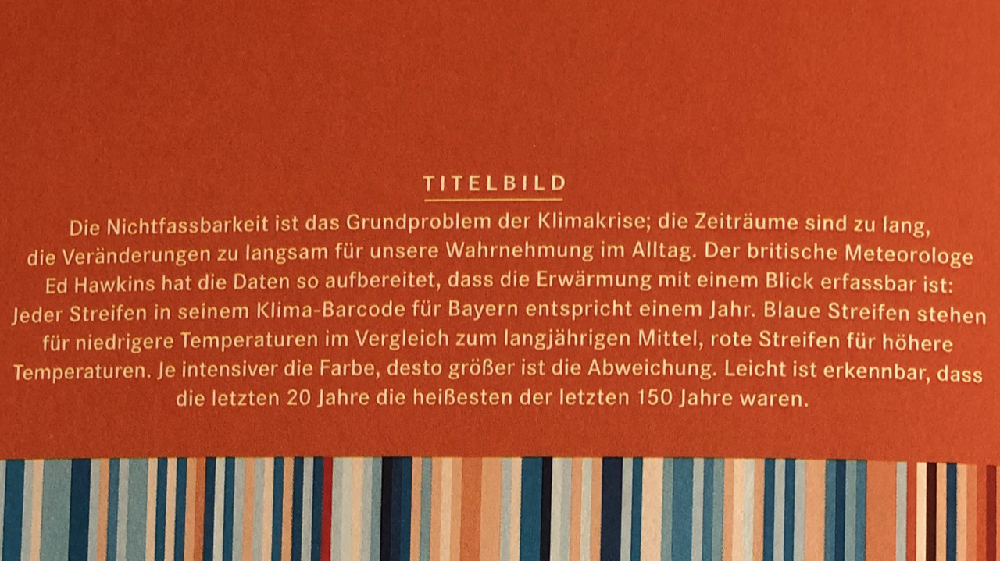 TITELBILD
Die Nichtfassbarkeit ist das Grundproblem der Klimakrise; die Zeiträume sind zu lang,
die Veränderungen zu langsam für unsere Wahrnehmung im Alltag. Der britische Meteorologe
Ed Hawkins hat die Daten so aufbereitet, dass die Erwärmung mit einem Blick erfassbar ist:
Jeder Streifen in seinem Klima-Barcode für Bayern entspricht einem Jahr. Blaue Streifen stehen
für niedrigere Temperaturen im Vergleich zum langjährigen Mittel, rote Streifen für höhere
Temperaturen. Je intensiver die Farbe, desto größer ist die Abweichung. Leicht ist erkennbar, dass
die letzten 20 Jahre die heißesten der letzten 150 Jahre waren.